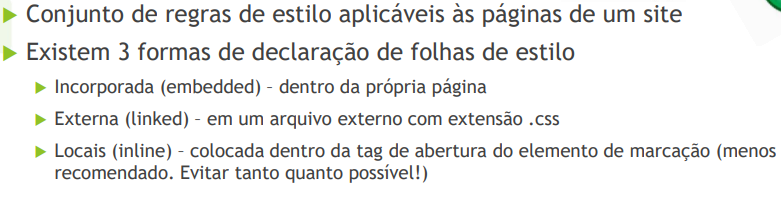 Conjunto de regras de estilo aplicáveis às páginas de um site
Existem 3 formas de declaração de folhas de estilo
Incorporada (embedded) – dentro da própria página
Externa (linked) – em um arquivo externo com extensão .css
Locais (inline) – colocada dentro da tag de abertura do elemento de marcação (menos
recomendado. Evitar tanto quanto possível!)